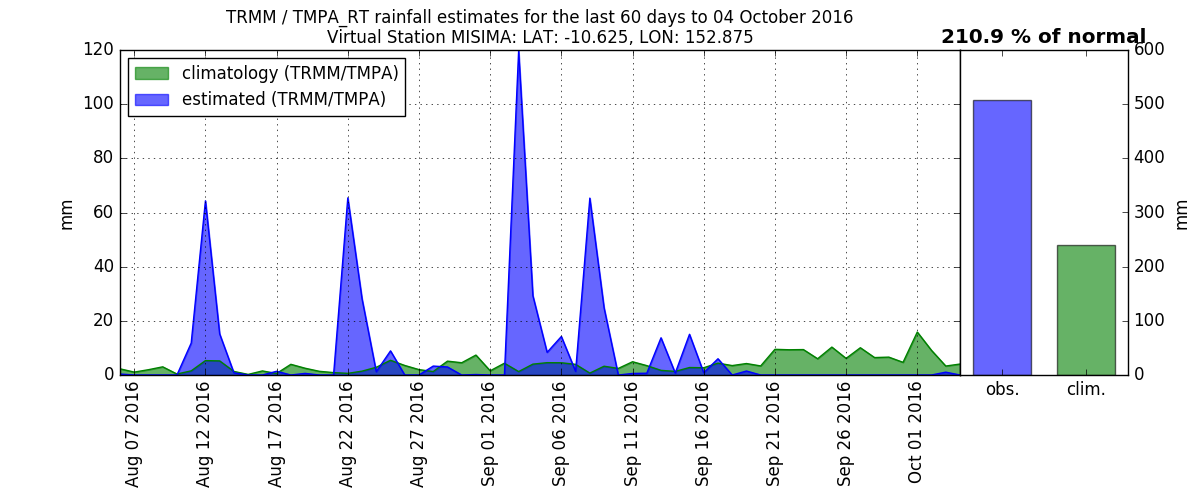 TRMM / TMPA_RT rainfall estimates for the last 60 days to 04 October 2016
Virtual Station MISIMA: LAT: -10.625, LON: 152.875
210.9 % of normal
climatology (TRMM/TMPA)
estimated (TRMM/TMPA)
mm
120
100
80
60
40
20
0
Aug 07 2016
Aug 12 2016
Aug 17 2016
Aug 22 2016
Aug 27 2016
Sep 01 2016
Sep 06 2016
Sep 11 2016
Sep 16 2016
Sep 21 2016
Sep 26 2016
Oct 01 2016
600
500
400
300
200
100
0
mm
obs.
clim.